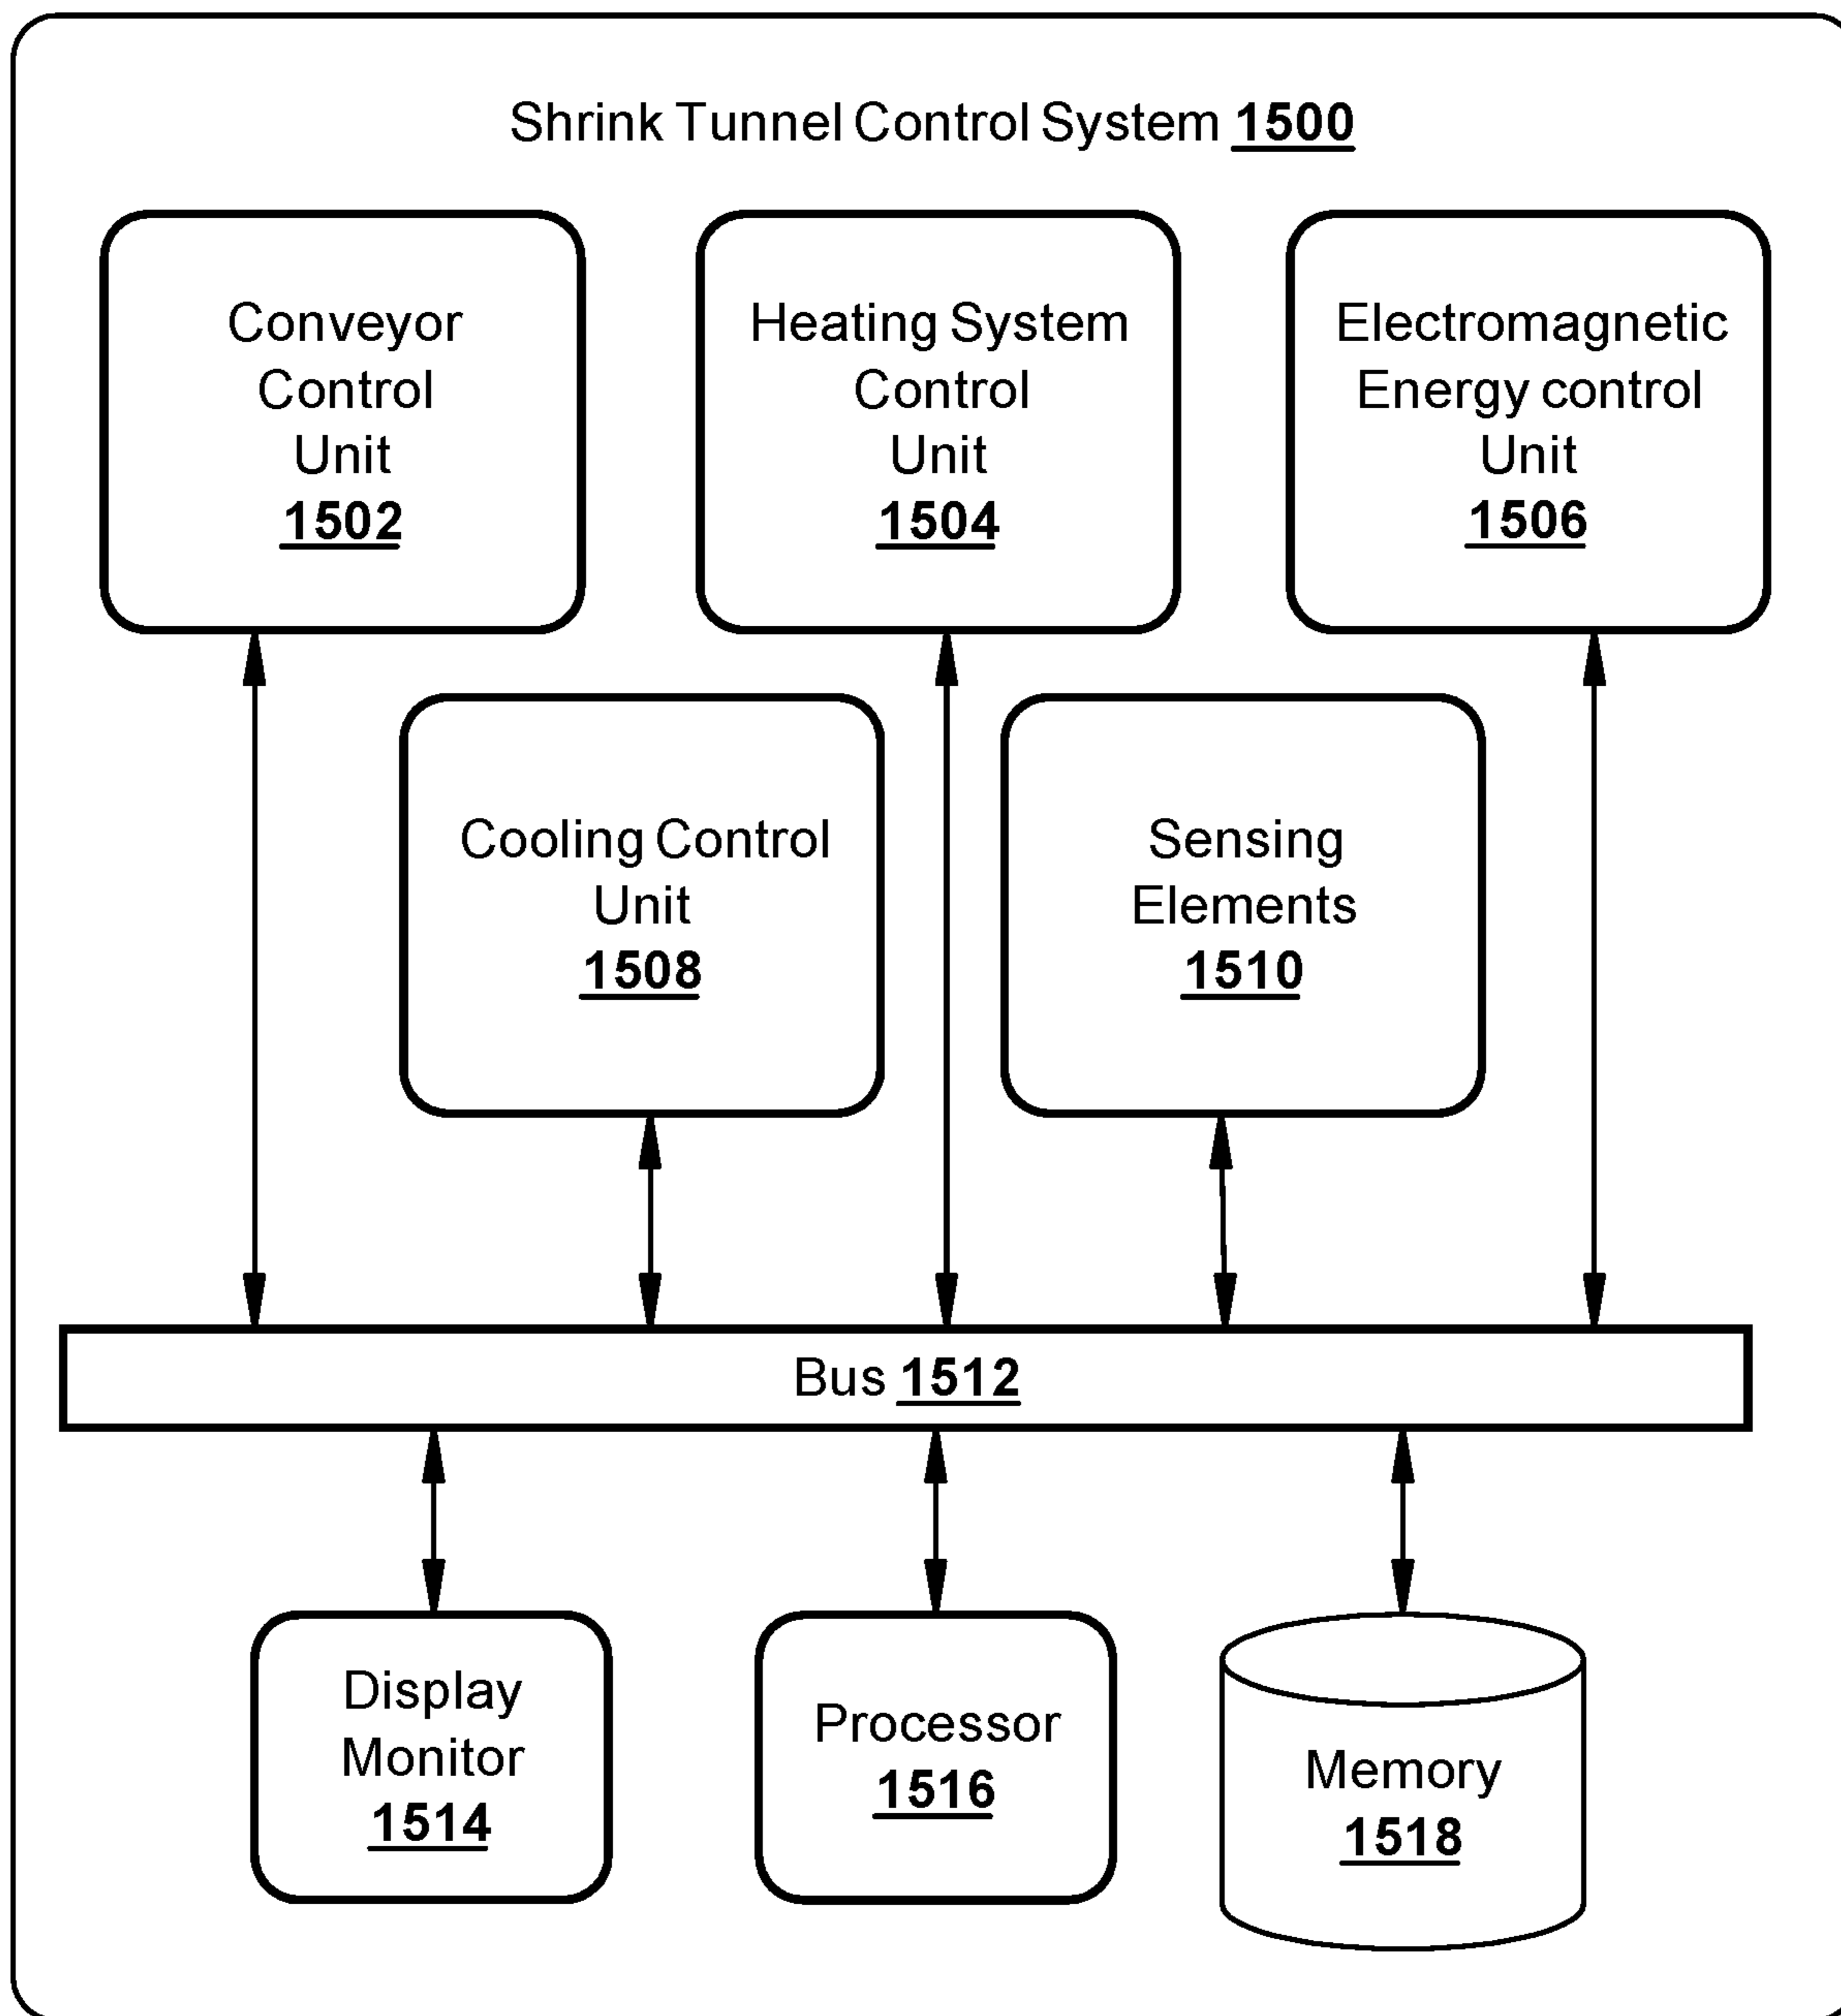 Shrink Tunnel Control System 1500
Conveyor
Control
Unit
1502
Heating System
Control
Unit
1504
Electromagnetic
Energy control
Unit
1506
Cooling Control
Unit
1508
Sensing
Elements
1510
Bus 1512
Display
Monitor
1514
Processor
1516
Memory
1518